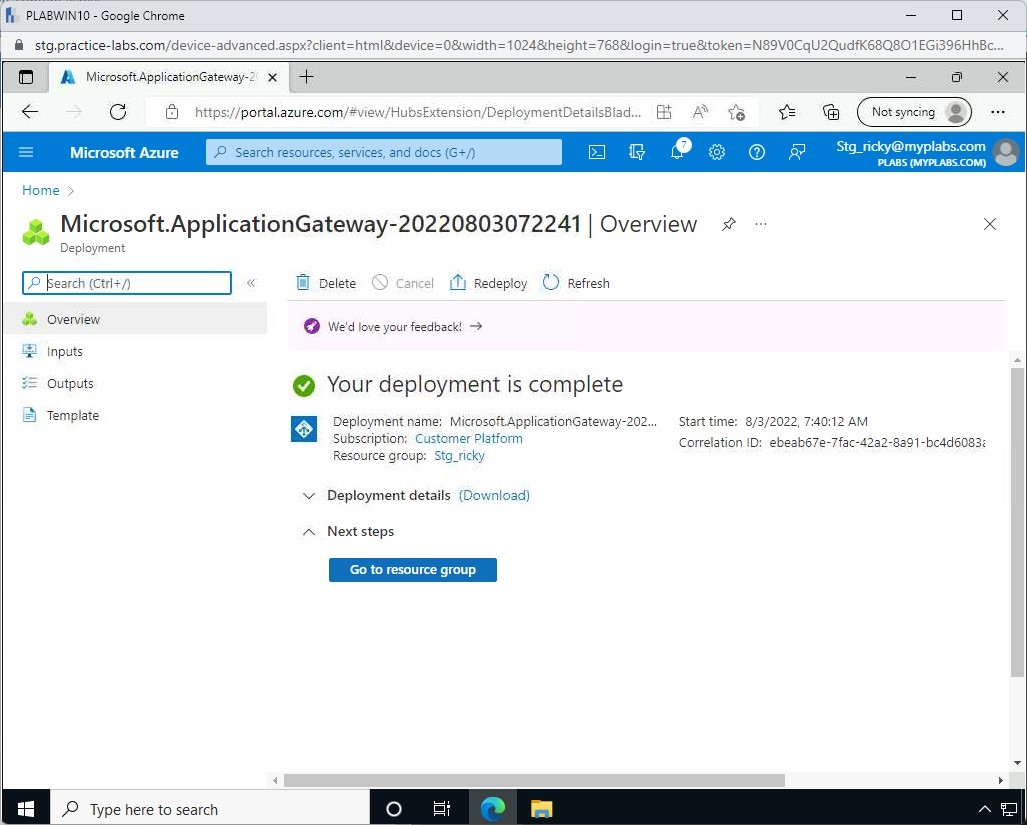 PLABWIN10 - Google Chrome
stg.practice-labs.com/device-advanced.aspx?client=html&device=0&width=1024&height=768&login=true&token=N89V0CqU2QudfK68Q8O1EGi396HhBc...
Microsoft.ApplicationGateway-20
https://portal.azure.com/#view/HubsExtension/DeploymentDetailsBlad...
Not syncing
Microsoft Azure
Search resources, services, and docs (G+/)
7
Stg_ricky@myplabs.com
PLABS (MYPLABS.COM)
Home >
Microsoft.ApplicationGateway-20220803072241 | Overview
Deployment
Search (Ctrl+/)
Delete
Cancel
Redeploy
Refresh
Overview
Inputs
Outputs
Template
We'd love your feedback! →
Your deployment is complete
Deployment name: Microsoft.ApplicationGateway-202...
Subscription: Customer Platform
Resource group: Stg_ricky
Start time: 8/3/2022, 7:40:12 AM
Correlation ID: ebeab67e-7fac-42a2-8a91-bc4d6083a
Deployment details (Download)
Next steps
Go to resource group
Type here to search